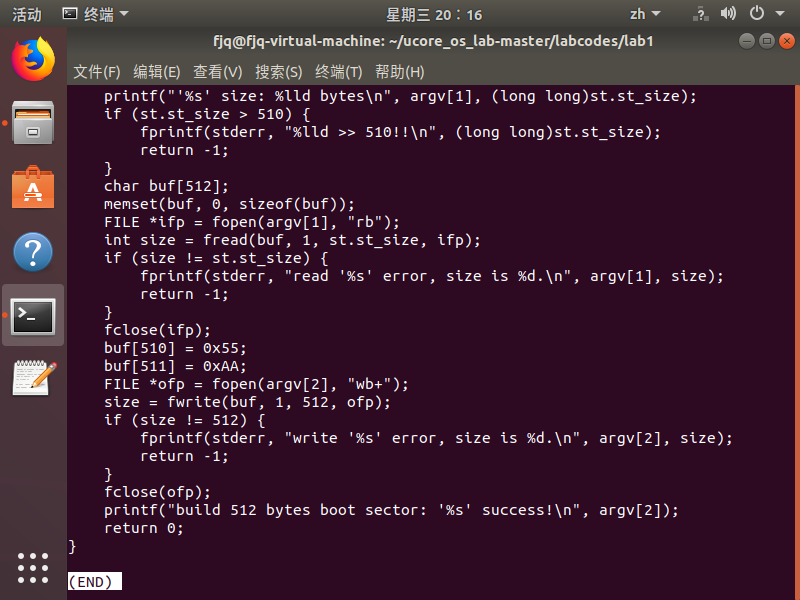 活动 终端 星期三 20：16 zh
fjq@fjq-virtual-machine: ~/ucore_os_lab-master/labcodes/lab1
文件(F) 编辑(E) 查看(V) 搜索(S) 终端(T) 帮助(H)
    printf("'%s' size: %lld bytes\n", argv[1], (long long)st.st_size);
    if (st.st_size > 510) {
        fprintf(stderr, "%lld >> 510!!\n", (long long)st.st_size);
        return -1;
    }
    char buf[512];
    memset(buf, 0, sizeof(buf));
    FILE *ifp = fopen(argv[1], "rb");
    int size = fread(buf, 1, st.st_size, ifp);
    if (size != st.st_size) {
        fprintf(stderr, "read '%s' error, size is %d.\n", argv[1], size);
        return -1;
    }
    fclose(ifp);
    buf[510] = 0x55;
    buf[511] = 0xAA;
    FILE *ofp = fopen(argv[2], "wb+");
    size = fwrite(buf, 1, 512, ofp);
    if (size != 512) {
        fprintf(stderr, "write '%s' error, size is %d.\n", argv[2], size);
        return -1;
    }
    fclose(ofp);
    printf("build 512 bytes boot sector: '%s' success!\n", argv[2]);
    return 0;
}
(END)